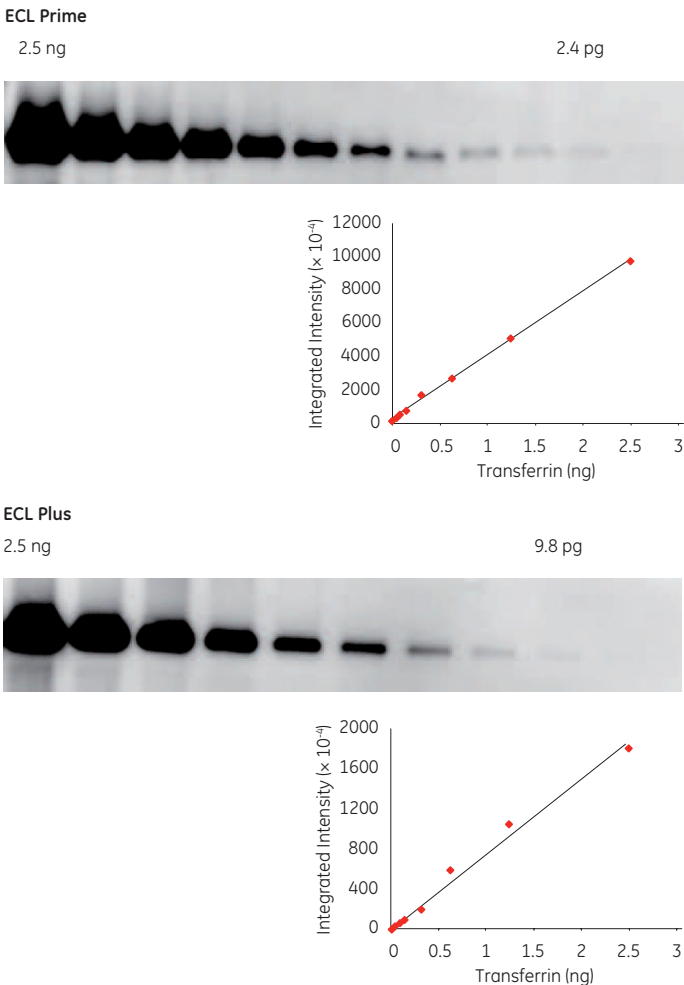 ECL Prime
2.5 ng 2.4 pg
12000
10000
8000
6000
4000
2000
0
Integrated Intensity (× 10⁻⁴)
0 0.5 1 1.5 2 2.5 3
Transferrin (ng)
ECL Plus
2.5 ng 9.8 pg
2000
1600
1200
800
400
0
Integrated Intensity (× 10⁻⁴)
0 0.5 1 1.5 2 2.5 3
Transferrin (ng)